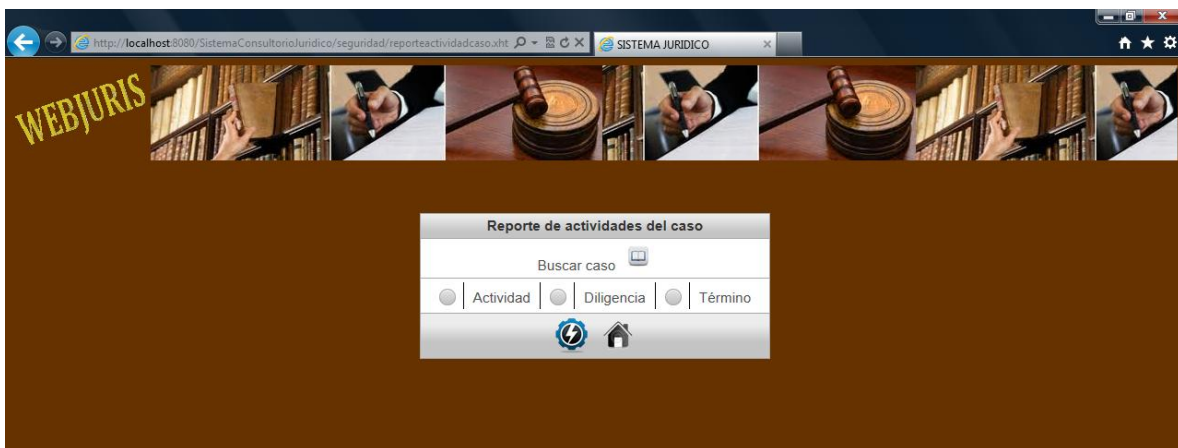 http://localhost:8080/SistemaConsultorioJuridico/seguridad/reporteactividadcaso.xht
SISTEMA JURIDICO
WEBJURIS
Reporte de actividades del caso
Buscar caso
Actividad Diligencia Término